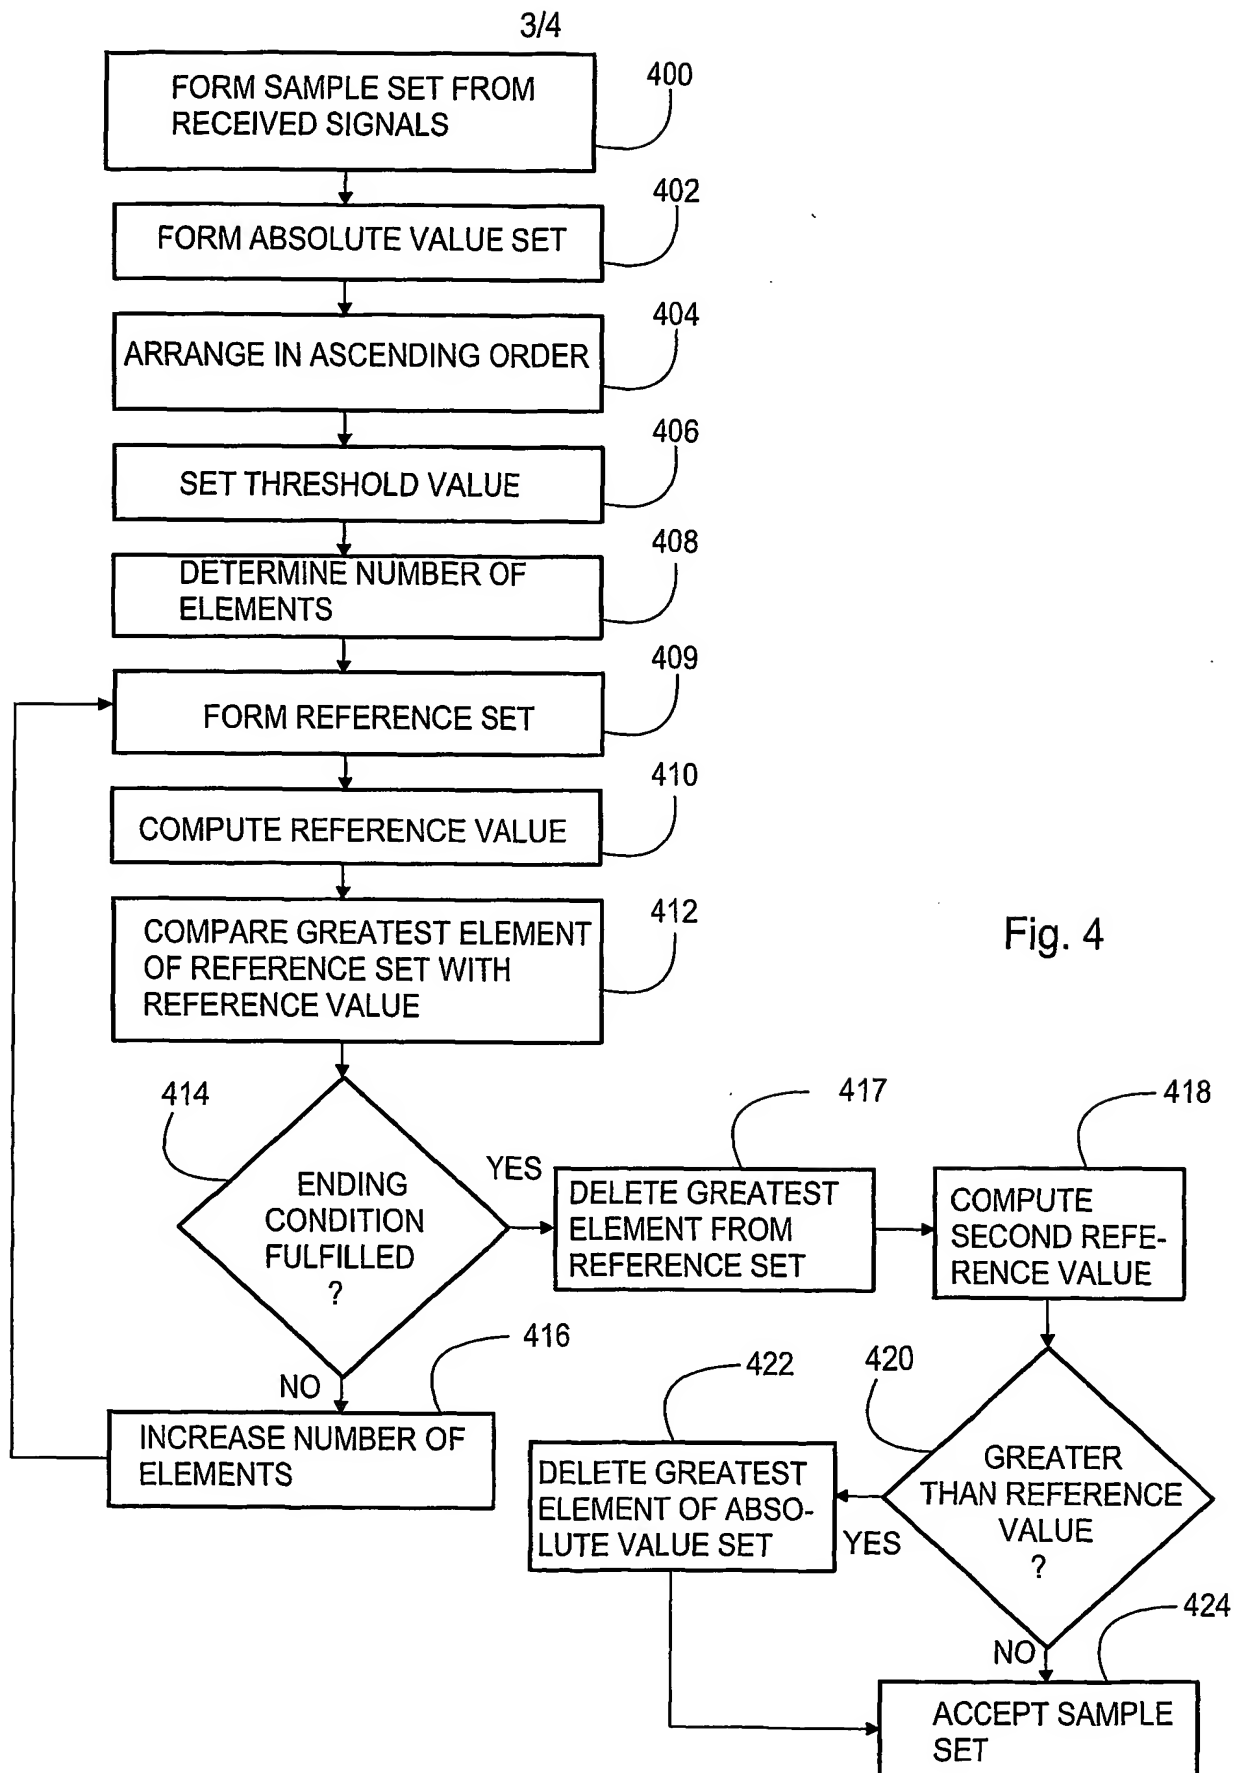 3/4
FORM SAMPLE SET FROM
RECEIVED SIGNALS
400
FORM ABSOLUTE VALUE SET
402
ARRANGE IN ASCENDING ORDER
404
SET THRESHOLD VALUE
406
DETERMINE NUMBER OF
ELEMENTS
408
FORM REFERENCE SET
409
COMPUTE REFERENCE VALUE
410
COMPARE GREATEST ELEMENT
OF REFERENCE SET WITH
REFERENCE VALUE
412
Fig. 4
414
ENDING
CONDITION
FULFILLED
?
YES
417
DELETE GREATEST
ELEMENT FROM
REFERENCE SET
418
COMPUTE
SECOND REFE-
RENCE VALUE
NO
416
INCREASE NUMBER OF
ELEMENTS
420
GREATER
THAN REFERENCE
VALUE
?
YES
422
DELETE GREATEST
ELEMENT OF ABSO-
LUTE VALUE SET
NO
424
ACCEPT SAMPLE
SET